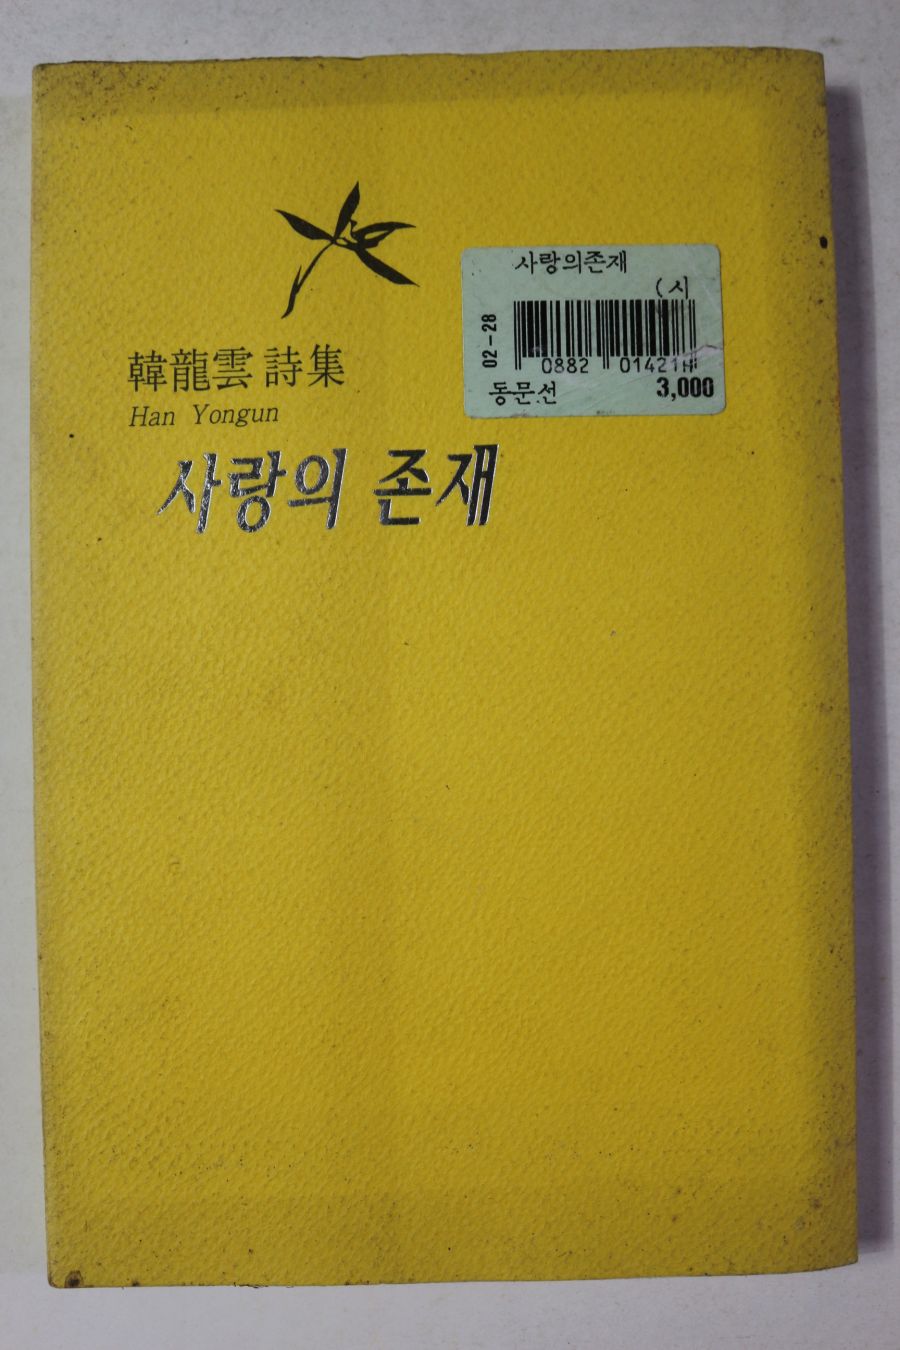 사랑의존재
(시
02-28
0882 01421
동문선 3,000
韓龍雲 詩集
Han Yongun
사랑의 존재